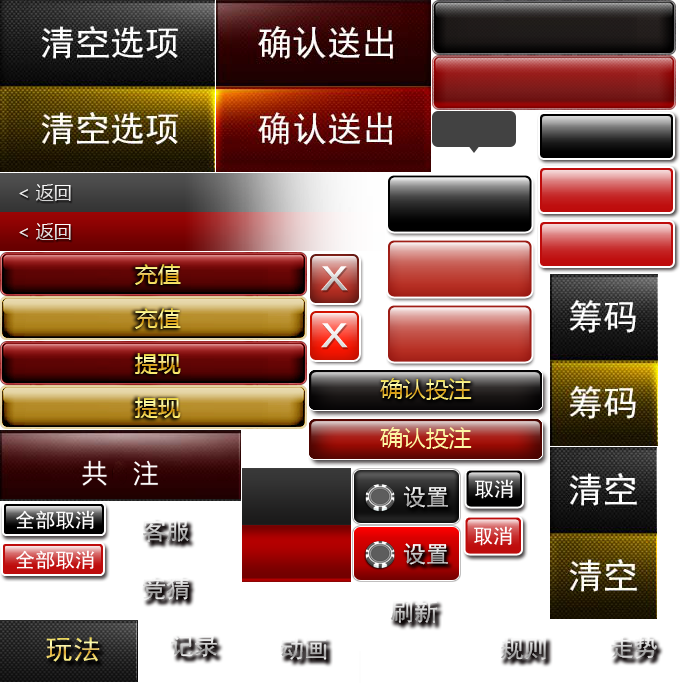 清空选项
确认送出
清空选项
确认送出
< 返回
< 返回
充值
X
充值
X
提现
提现
确认投注
确认投注
筹码
筹码
清空
清空
共 注
设置
取消
设置
取消
全部取消
全部取消
客服
竞猜
刷新
玩法
记录
动画
规则
走势